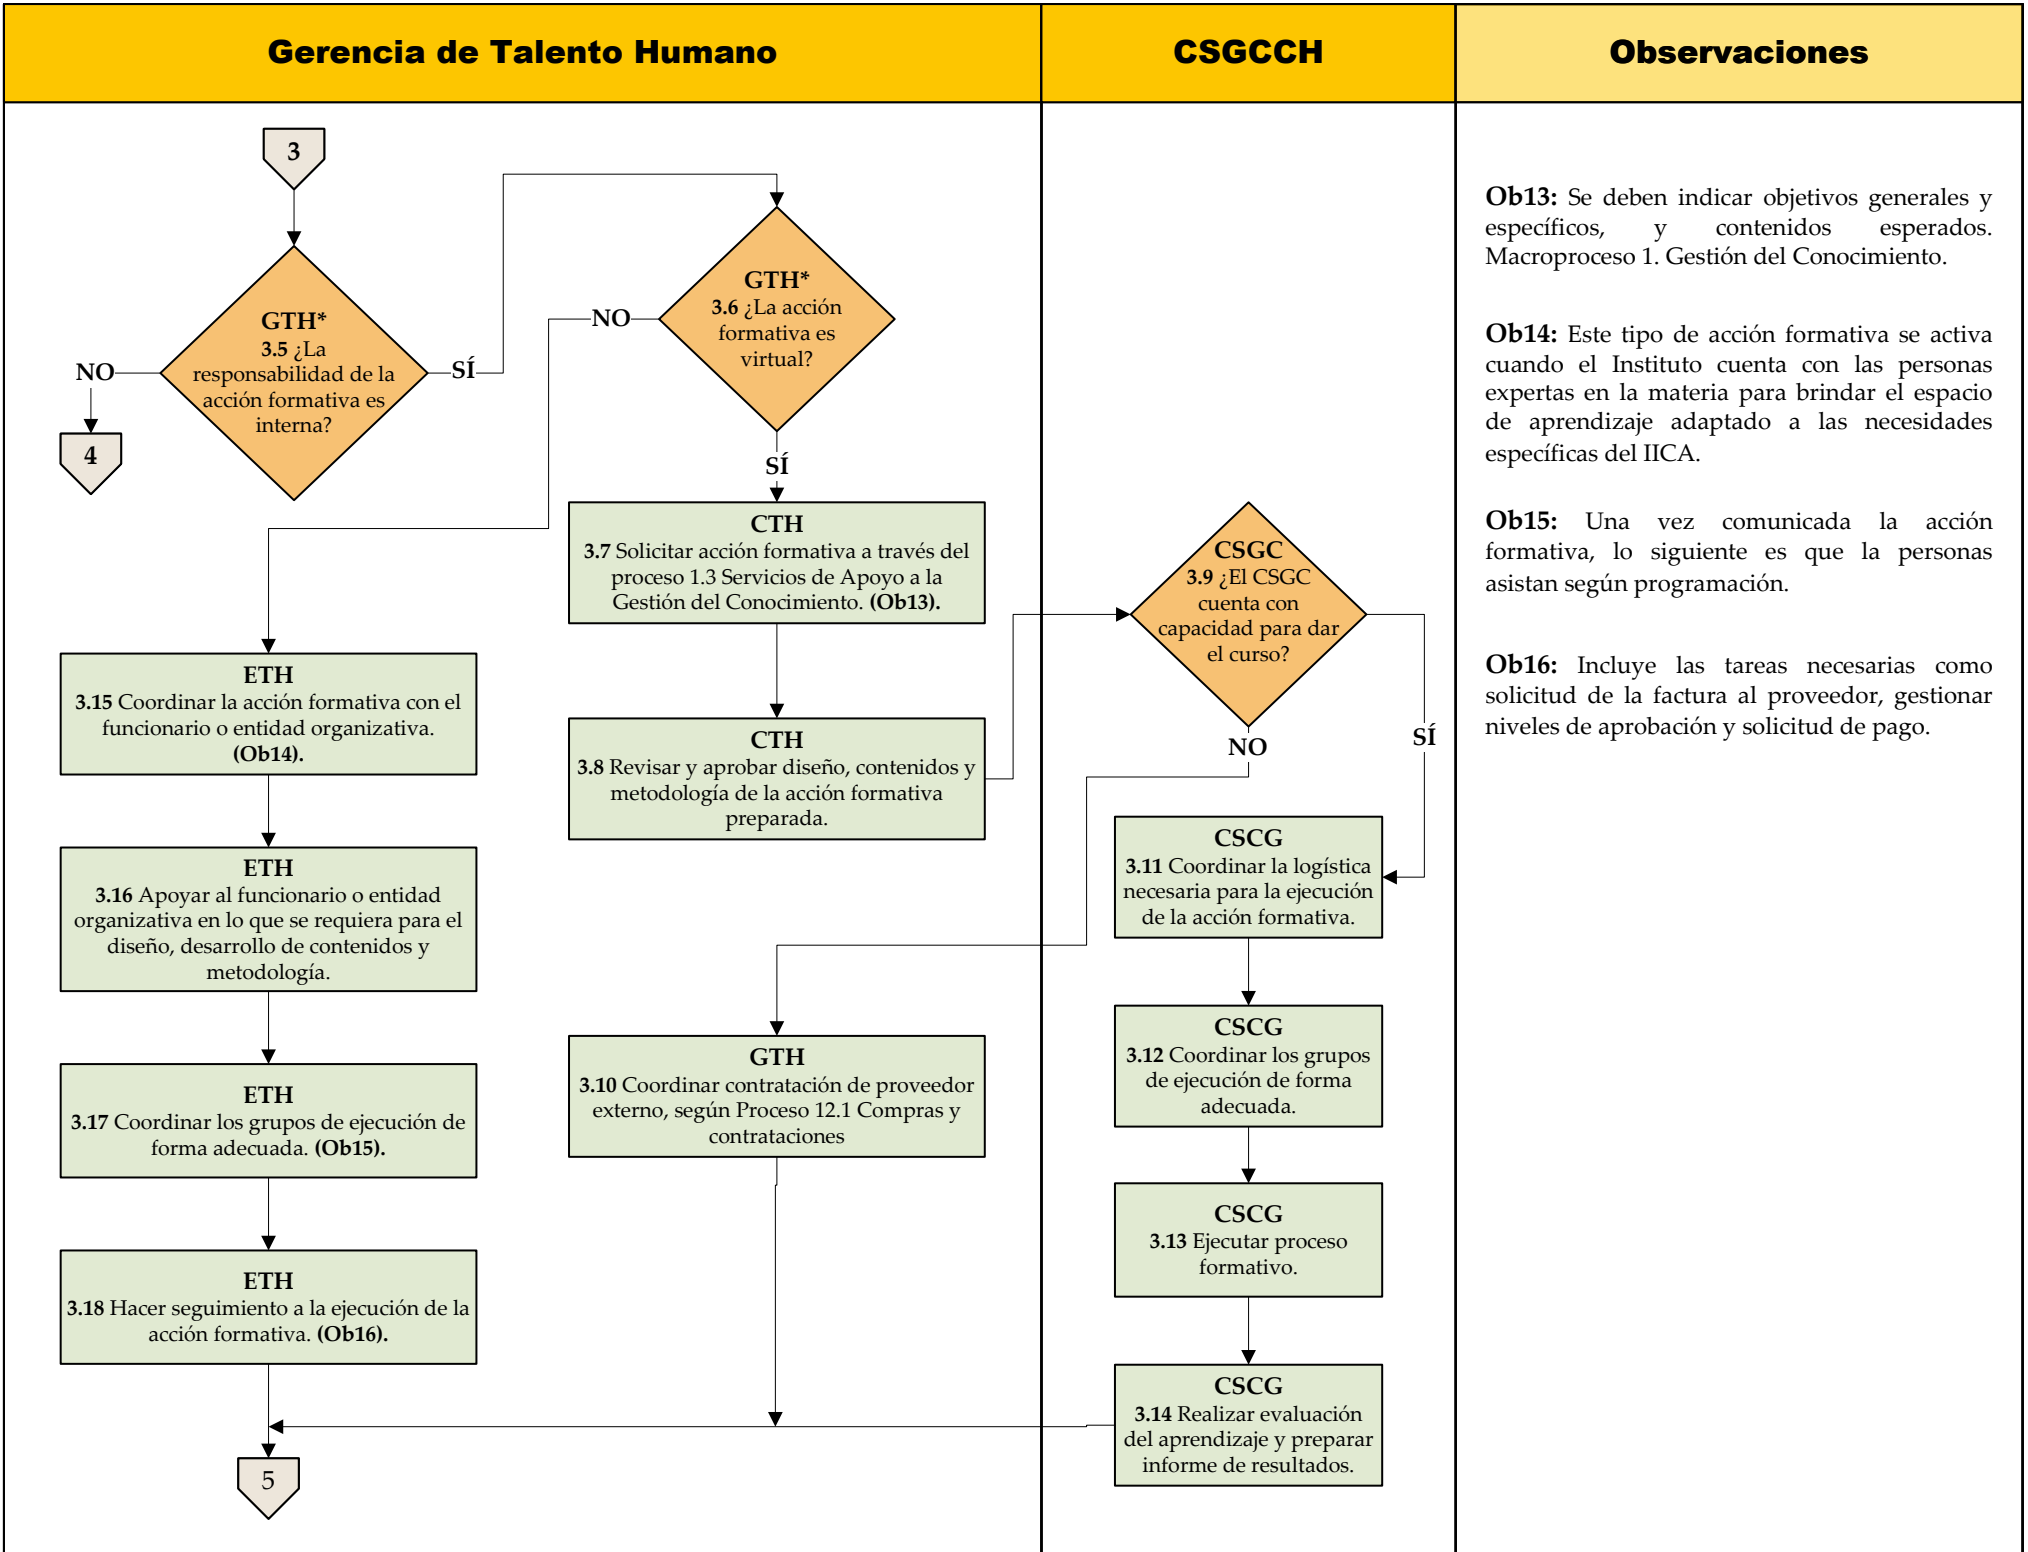 Gerencia de Talento Humano
CSGCCH
Observaciones
3
GTH*
3.5 ¿La
responsabilidad de la
acción formativa es
interna?
NO
4
SÍ
GTH*
3.6 ¿La acción
formativa es
virtual?
NO
SÍ
CTH
3.7 Solicitar acción formativa a través del
proceso 1.3 Servicios de Apoyo a la
Gestión del Conocimiento. (Ob13).
CTH
3.8 Revisar y aprobar diseño, contenidos y
metodología de la acción formativa
preparada.
CSGC
3.9 ¿El CSGC
cuenta con
capacidad para dar
el curso?
NO
SÍ
GTH
3.10 Coordinar contratación de proveedor
externo, según Proceso 12.1 Compras y
contrataciones
CSCG
3.11 Coordinar la logística
necesaria para la ejecución
de la acción formativa.
CSCG
3.12 Coordinar los grupos
de ejecución de forma
adecuada.
CSCG
3.13 Ejecutar proceso
formativo.
CSCG
3.14 Realizar evaluación
del aprendizaje y preparar
informe de resultados.
ETH
3.15 Coordinar la acción formativa con el
funcionario o entidad organizativa.
(Ob14).
ETH
3.16 Apoyar al funcionario o entidad
organizativa en lo que se requiera para el
diseño, desarrollo de contenidos y
metodología.
ETH
3.17 Coordinar los grupos de ejecución de
forma adecuada. (Ob15).
ETH
3.18 Hacer seguimiento a la ejecución de la
acción formativa. (Ob16).
5
Ob13: Se deben indicar objetivos generales y
específicos, y contenidos esperados.
Macroproceso 1. Gestión del Conocimiento.
Ob14: Este tipo de acción formativa se activa
cuando el Instituto cuenta con las personas
expertas en la materia para brindar el espacio
de aprendizaje adaptado a las necesidades
específicas del IICA.
Ob15: Una vez comunicada la acción
formativa, lo siguiente es que la personas
asistan según programación.
Ob16: Incluye las tareas necesarias como
solicitud de la factura al proveedor, gestionar
niveles de aprobación y solicitud de pago.